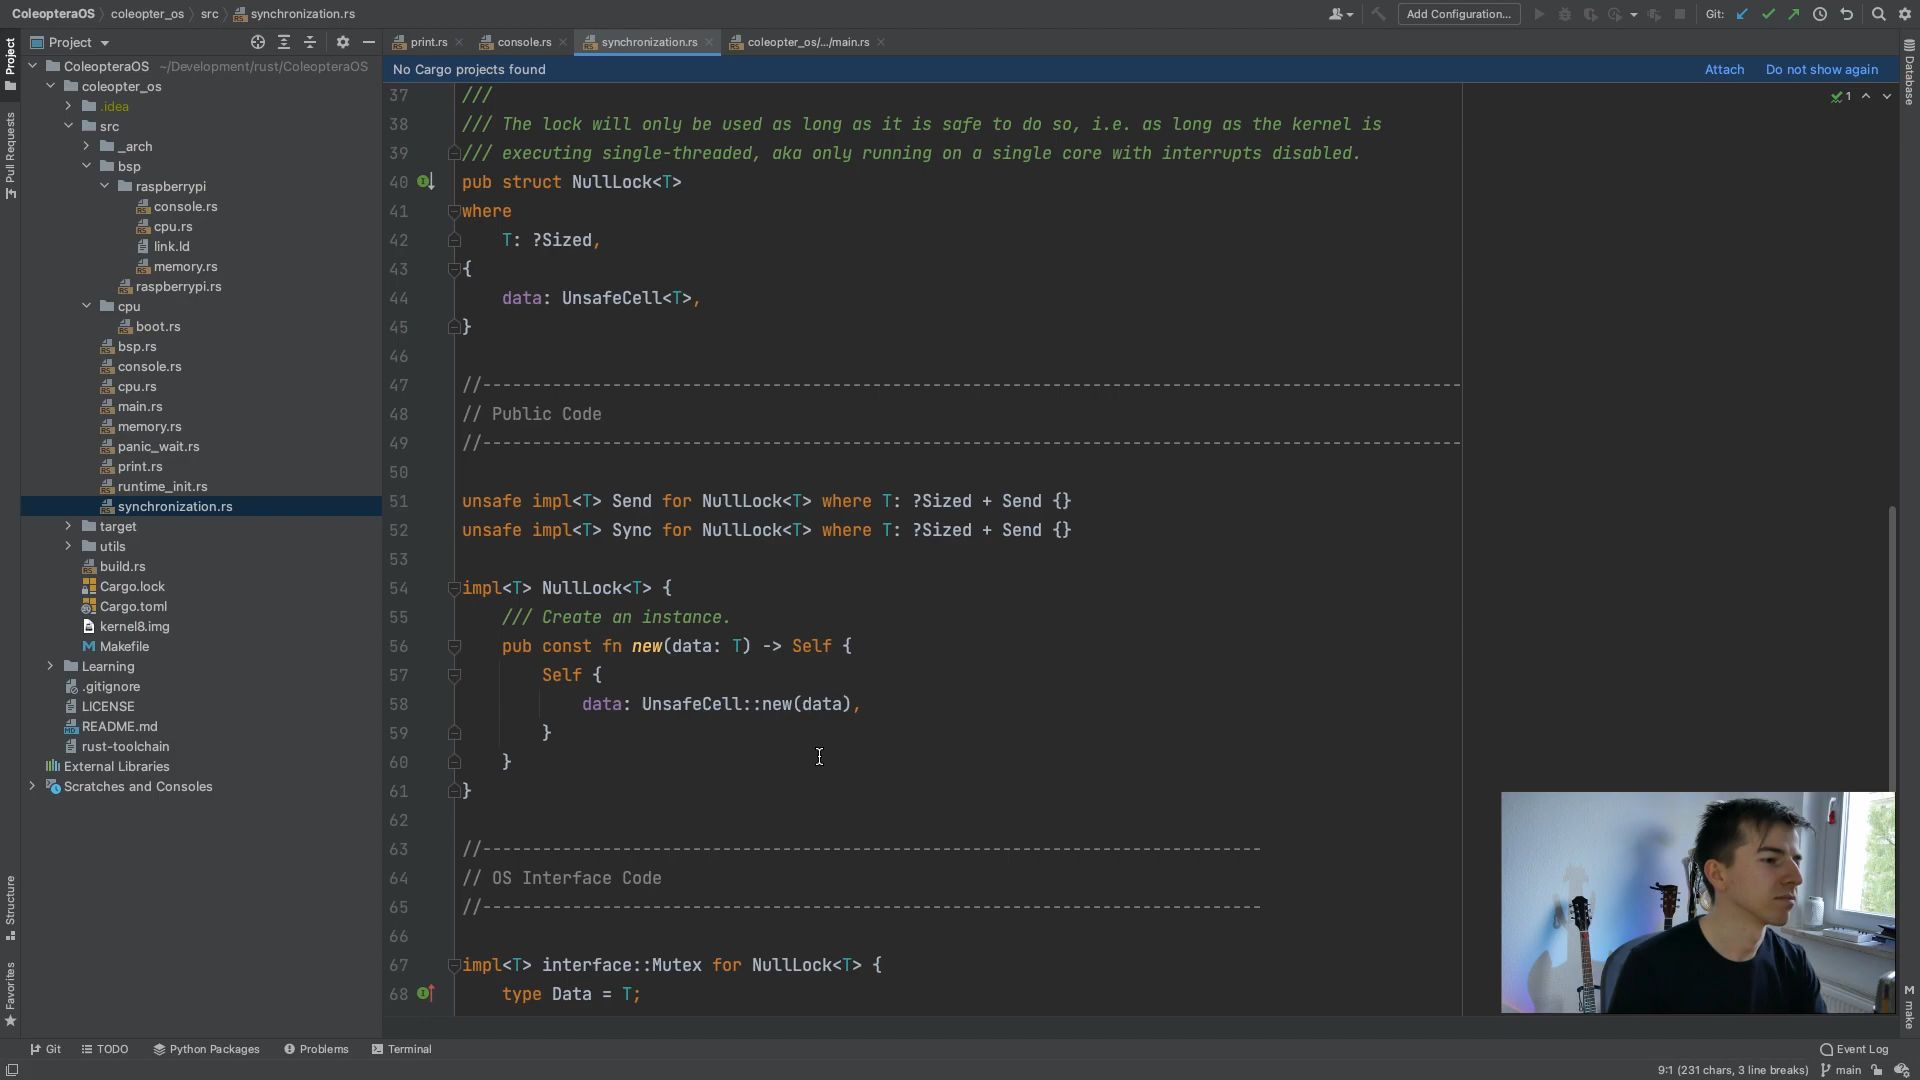 ColeopteraOS
coleopter_os
src
synchronization.rs
Add Configuration...
Git:
Project
print.rs
console.rs
synchronization.rs
coleopter_os/.../main.rs
No Cargo projects found
Attach
Do not show again
ColeopteraOS ~/Development/rust/ColeopteraOS
coleopter_os
.idea
src
_arch
bsp
raspberrypi
console.rs
cpu.rs
link.ld
memory.rs
raspberrypi.rs
cpu
boot.rs
bsp.rs
console.rs
cpu.rs
main.rs
memory.rs
panic_wait.rs
print.rs
runtime_init.rs
synchronization.rs
target
utils
build.rs
Cargo.lock
Cargo.toml
kernel8.img
Makefile
Learning
.gitignore
LICENSE
README.md
rust-toolchain
External Libraries
Scratches and Consoles
37 ///
38 /// The lock will only be used as long as it is safe to do so, i.e. as long as the kernel is
39 /// executing single-threaded, aka only running on a single core with interrupts disabled.
40 pub struct NullLock<T>
41 where
42 T: ?Sized,
43 {
44 data: UnsafeCell<T>,
45 }
46
47 //--------------------------------------------------------------------------------------------------
48 // Public Code
49 //--------------------------------------------------------------------------------------------------
50
51 unsafe impl<T> Send for NullLock<T> where T: ?Sized + Send {}
52 unsafe impl<T> Sync for NullLock<T> where T: ?Sized + Send {}
53
54 impl<T> NullLock<T> {
55 /// Create an instance.
56 pub const fn new(data: T) -> Self {
57 Self {
58 data: UnsafeCell::new(data),
59 }
60 }
61 }
62
63 //------------------------------------------------------------------------------
64 // OS Interface Code
65 //------------------------------------------------------------------------------
66
67 impl<T> interface::Mutex for NullLock<T> {
68 type Data = T;
1
Project
Pull Requests
Structure
Favorites
Database
make
Git
TODO
Python Packages
Problems
Terminal
Event Log
9:1 (231 chars, 3 line breaks)
main